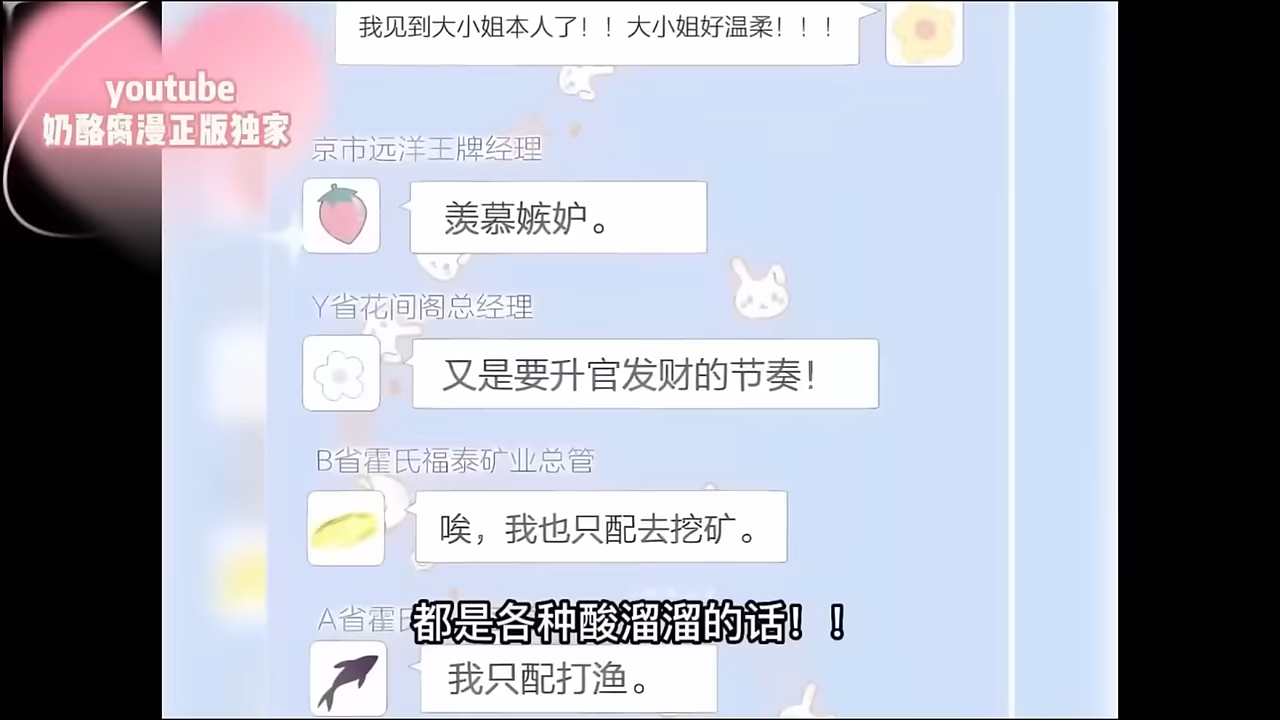 我见到大小姐本人了！！大小姐好温柔！！！
youtube
奶酪腐漫正版独家
京市远洋王牌经理
羡慕嫉妒。
Y省花间阁总经理
又是要升官发财的节奏！
B省霍氏福泰矿业总管
唉，我也只配去挖矿。
A省霍氏
都是各种酸溜溜的话！！
我只配打渔。